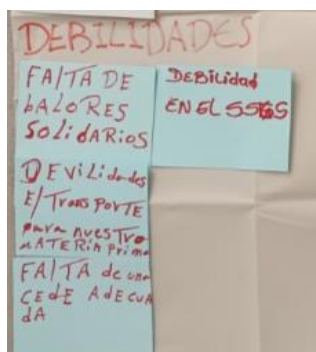 DEBILIDADES
FAlTA DE
bALORES
SOliDARiOS
DEBilidad
EN EL SSGS
DEViLidades
E/TransPorTE
para nuesTro
mATERIA prima
FAlTA de una
CEdE AdECUA
dA